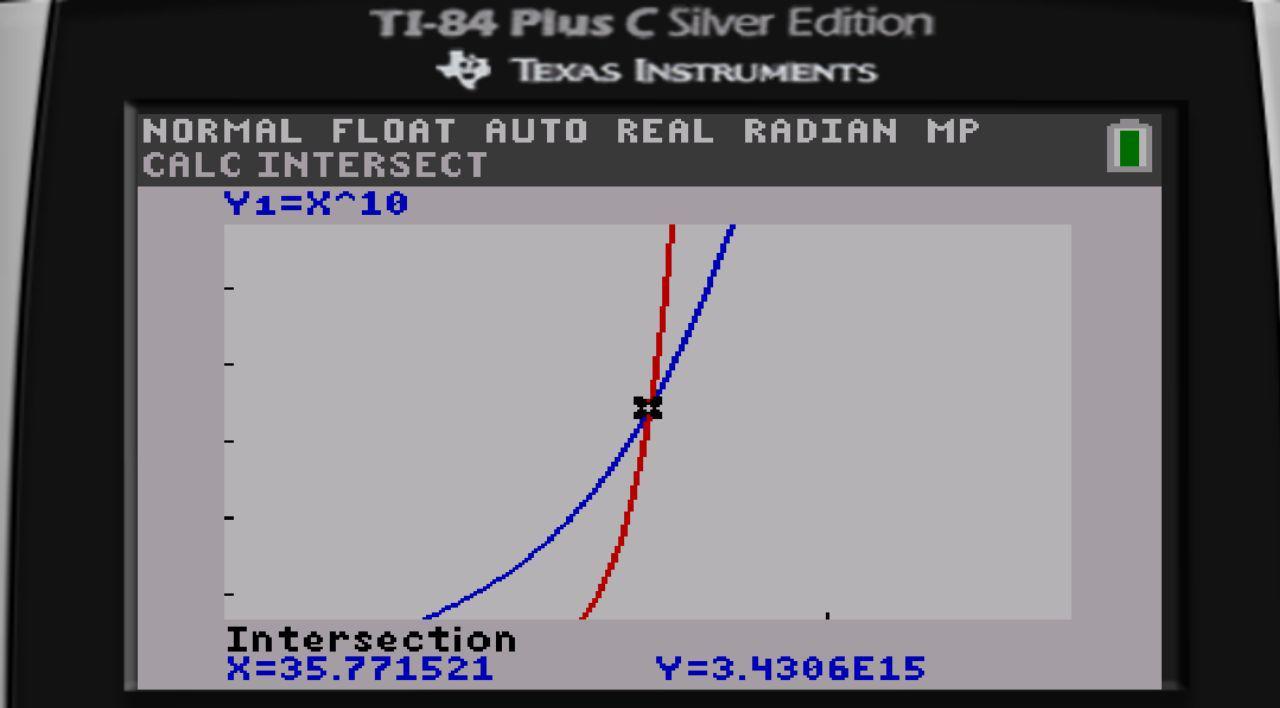 TI-84 Plus C Silver Edition
TEXAS INSTRUMENTS
NORMAL FLOAT AUTO REAL RADIAN MP
CALC INTERSECT
Y1=X^10
Intersection
X=35.771521 Y=3.4306E15